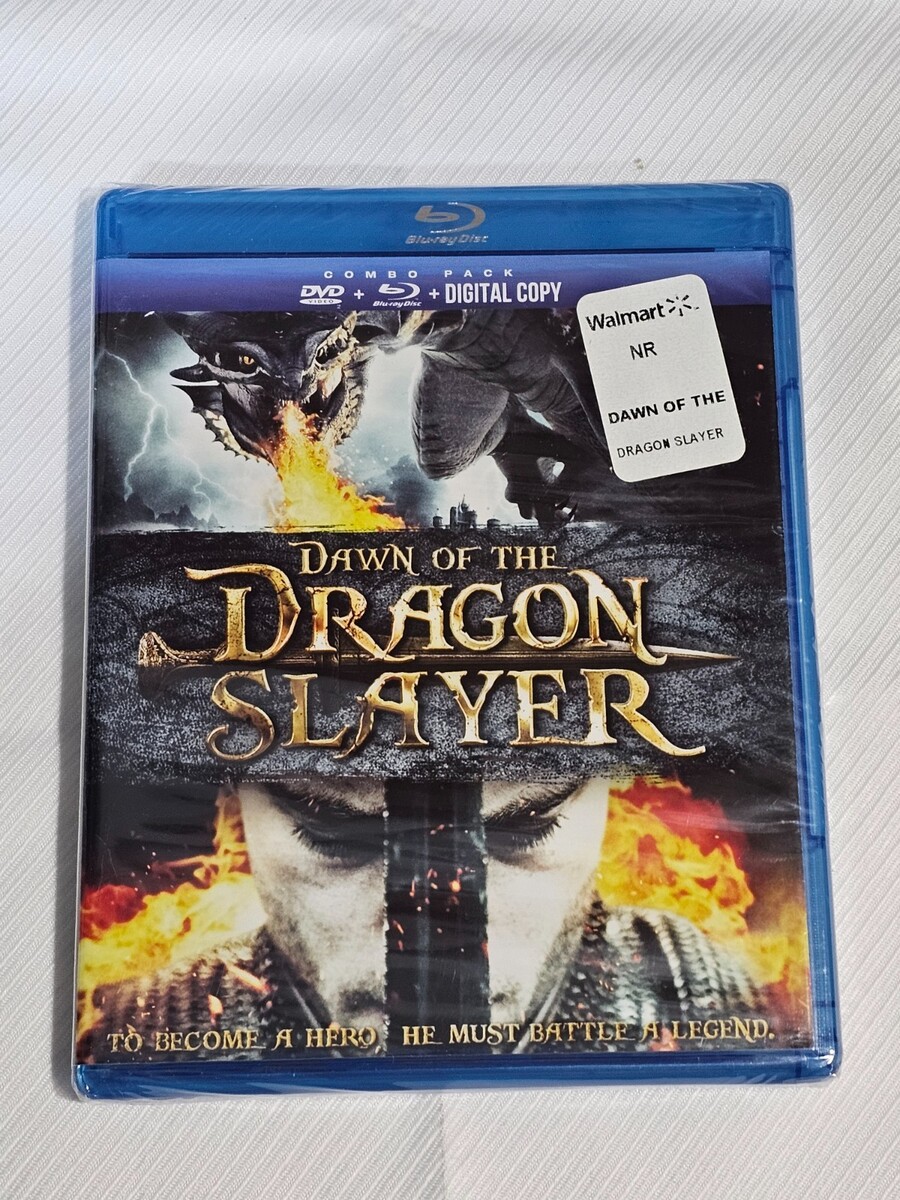 Blu-ray Disc
COMBO PACK
DVD VIDEO + Blu-ray Disc + DIGITAL COPY
Walmart
NR
DAWN OF THE
DRAGON SLAYER
DAWN OF THE
DRAGON
SLAYER
TO BECOME A HERO, HE MUST BATTLE A LEGEND.